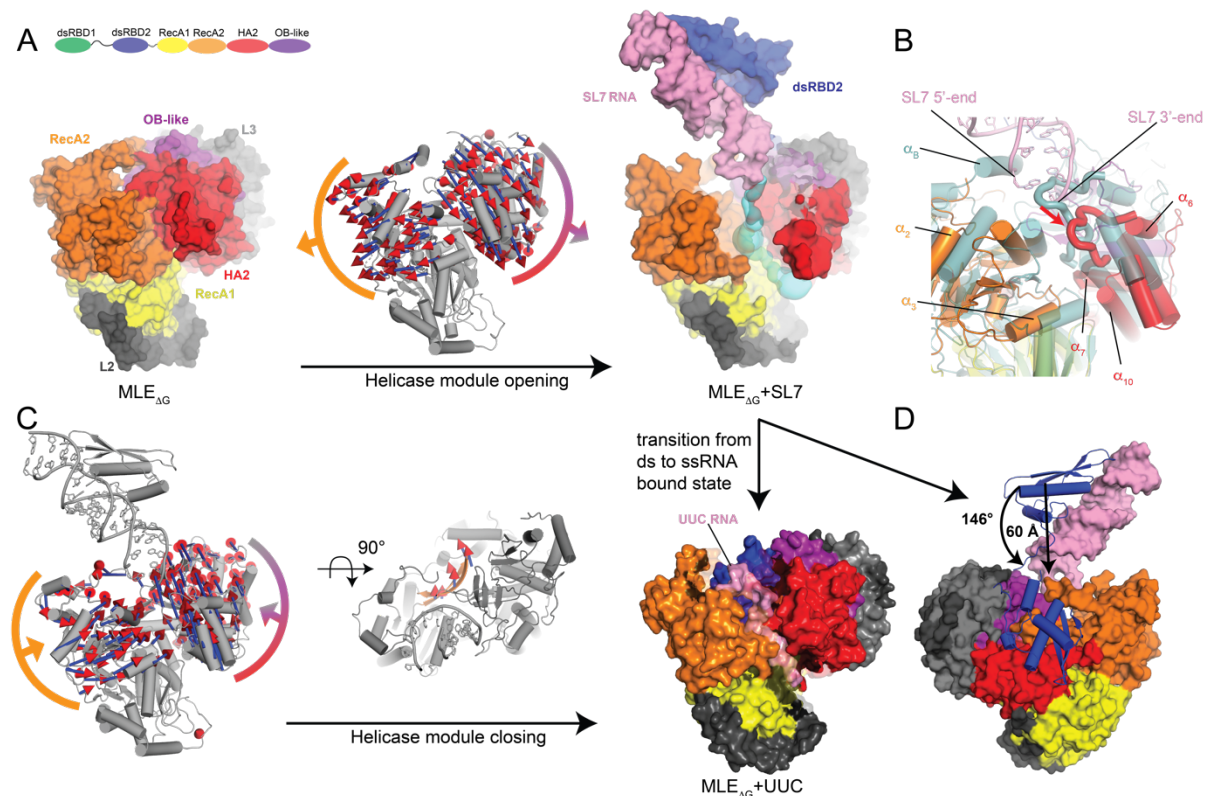 A
dsRBD1 dsRBD2 RecA1 RecA2 HA2 OB-like
RecA2
OB-like
L3
HA2
RecA1
L2
MLEΔG
Helicase module opening
SL7 RNA
dsRBD2
MLEΔG+SL7
B
SL7 5'-end
SL7 3'-end
α8
α6
α2
α3
α7
α10
C
90°
Helicase module closing
transition from
ds to ssRNA
bound state
UUC RNA
MLEΔG+UUC
D
146°
60 Å